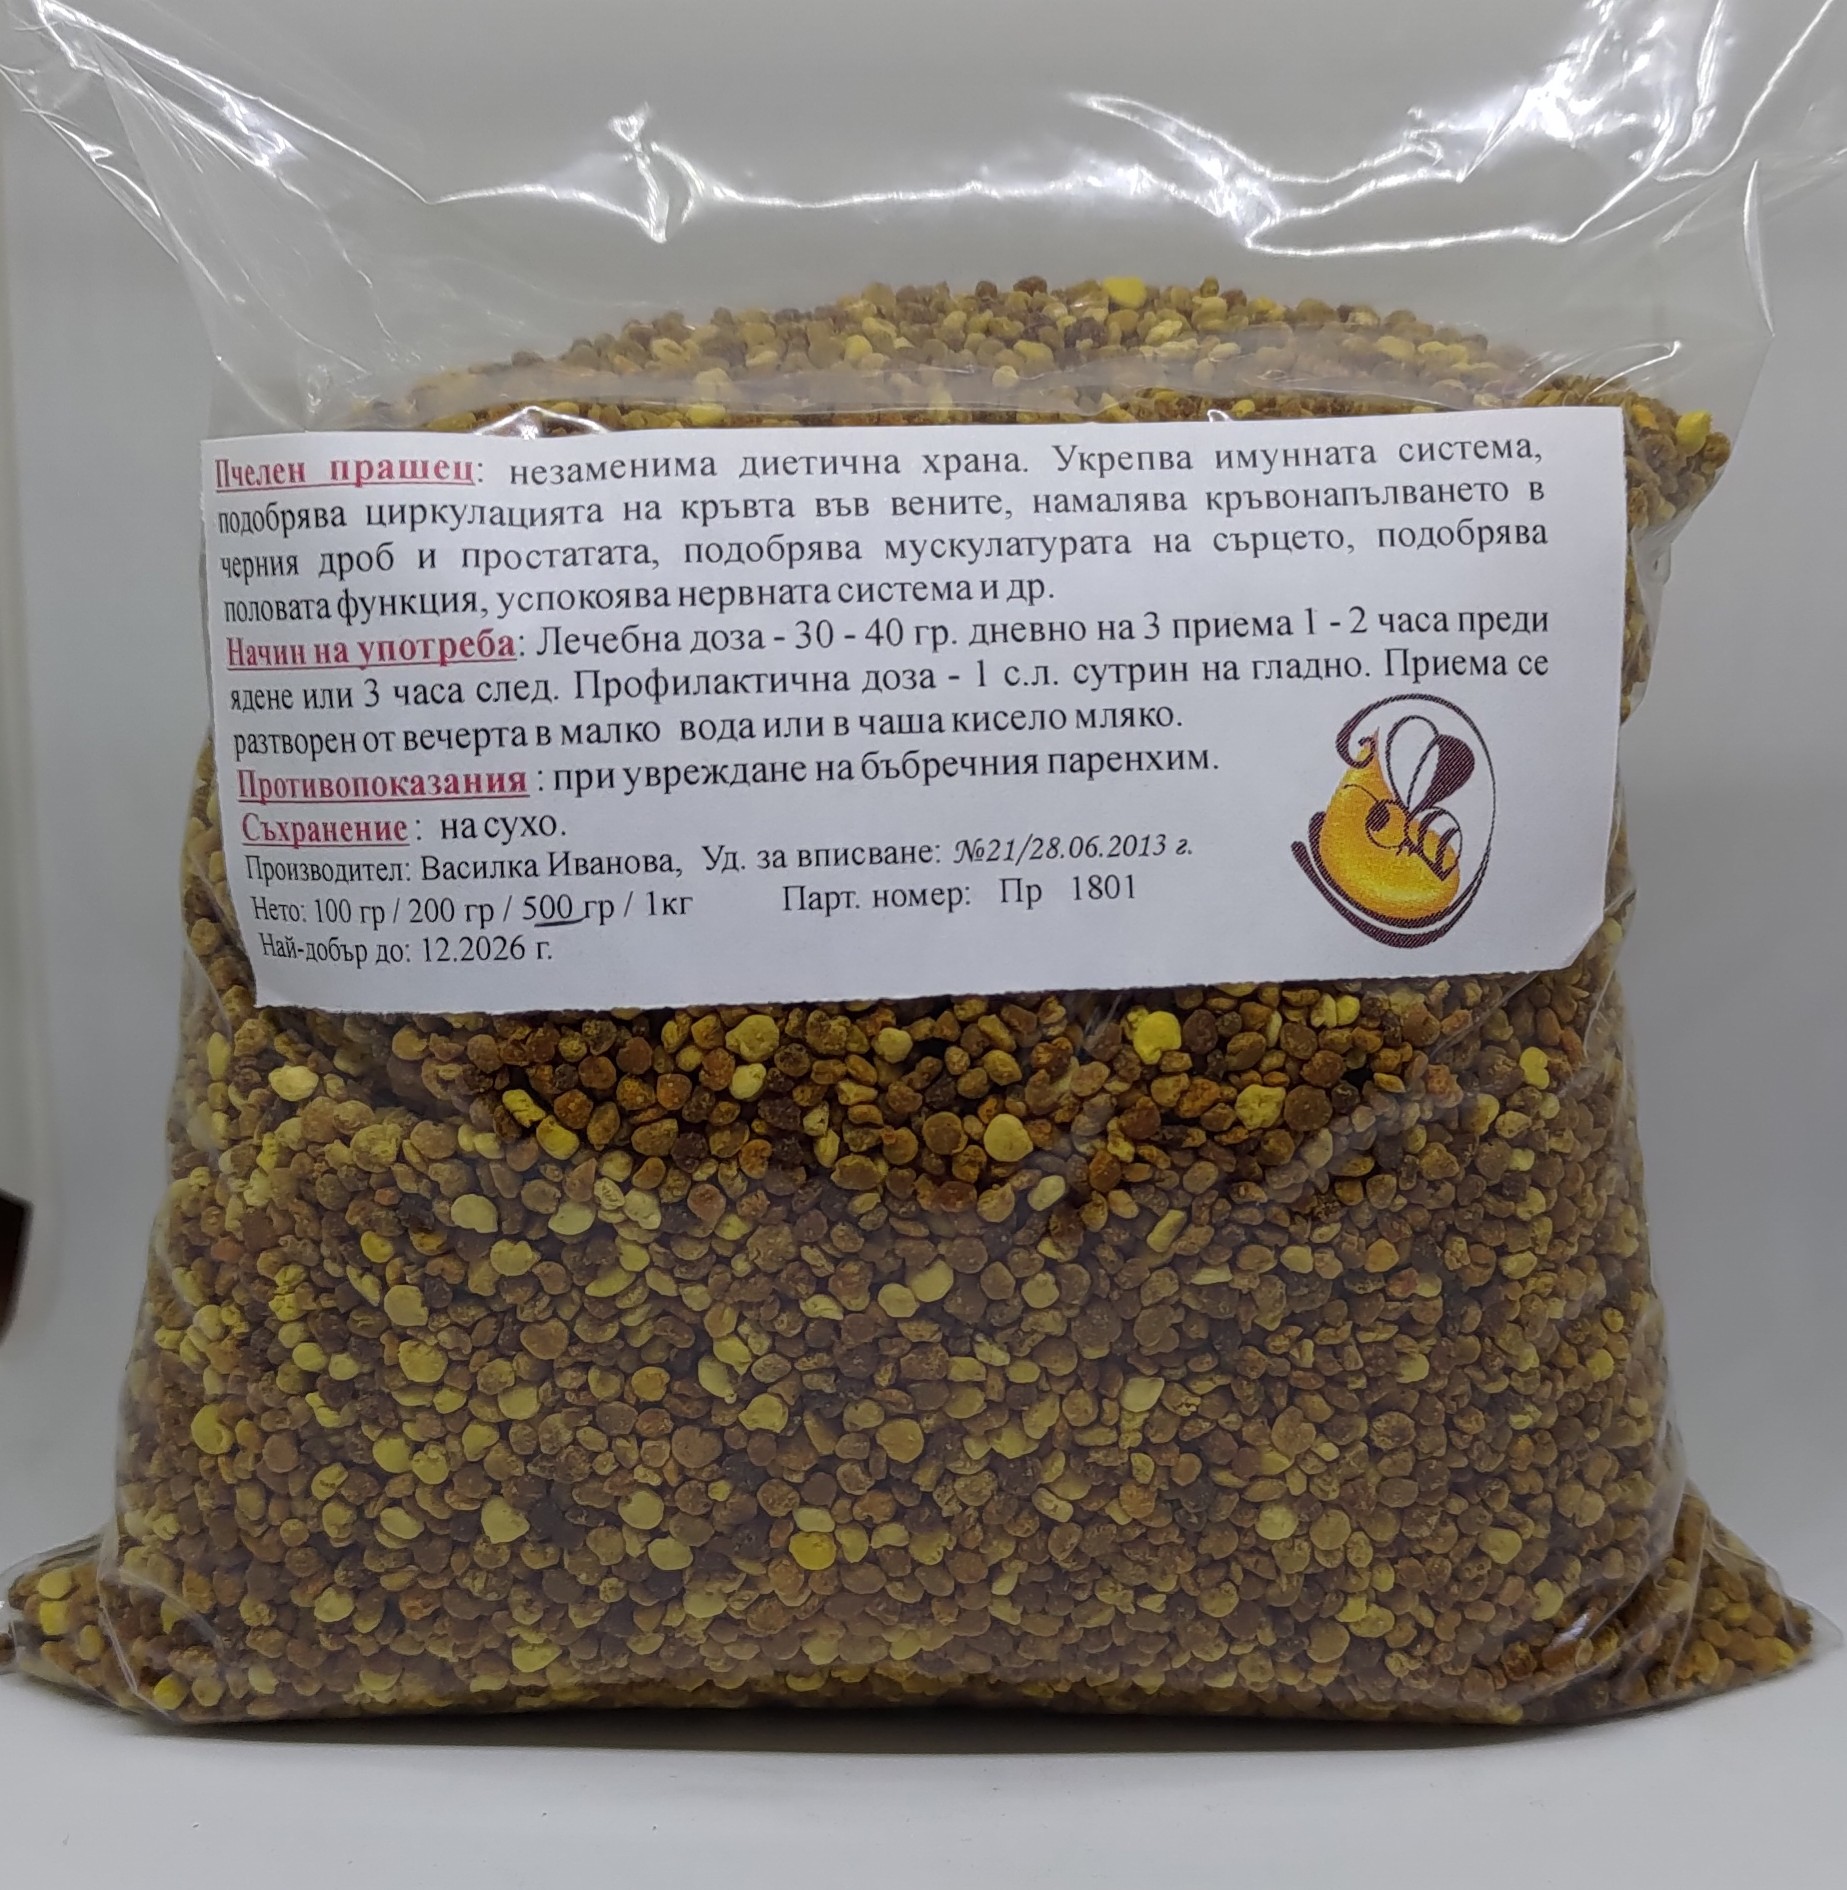 Пчелен прашец: незаменима диетична храна. Укрепва имунната система,
подобрява циркулацията на кръвта във вените, намалява кръвонапълването в
черния дроб и простатата, подобрява мускулатурата на сърцето, подобрява
половата функция, успокоява нервната система и др.
Начин на употреба: Лечебна доза - 30 - 40 гр. дневно на 3 приема 1 - 2 часа преди
ядене или 3 часа след. Профилактична доза - 1 с.л. сутрин на гладно. Приема се
разтворен от вечерта в малко вода или в чаша кисело мляко.
Противопоказания : при увреждане на бъбречния паренхим.
Съхранение : на сухо.
Производител: Василка Иванова, Уд. за вписване: №21/28.06.2013 г.
Нето: 100 гр / 200 гр / 500 гр / 1кг Парт. номер: Пр 1801
Най-добър до: 12.2026 г.